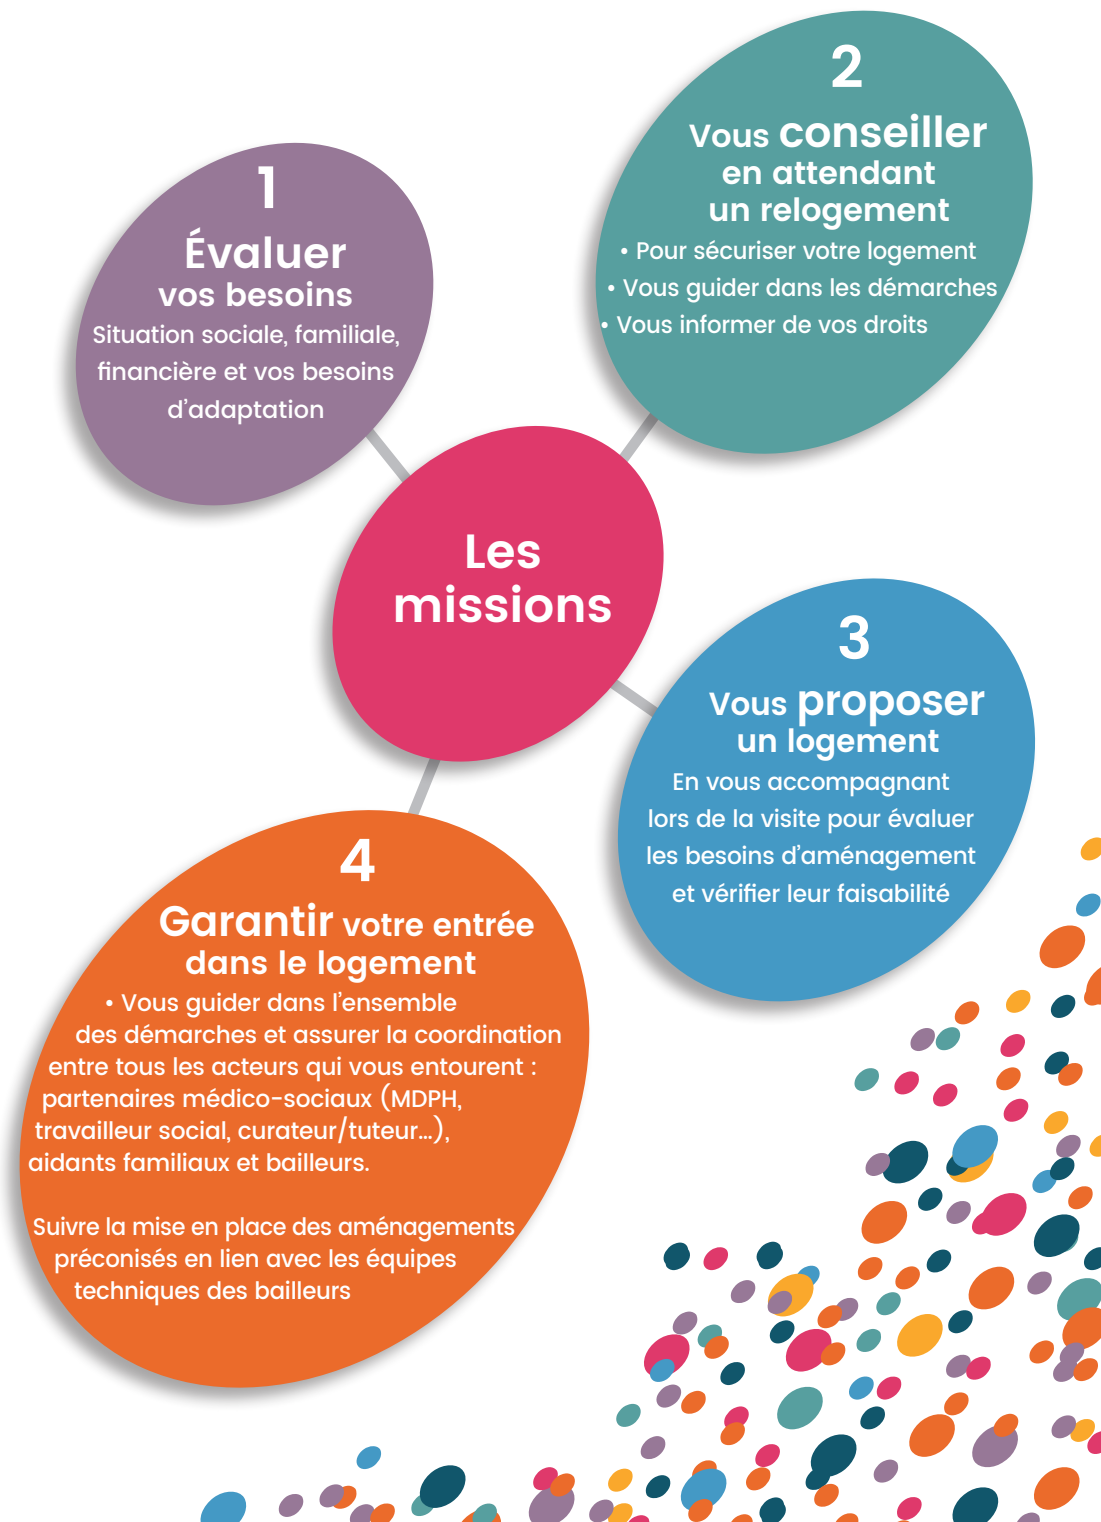 1
Évaluer
vos besoins
Situation sociale, familiale,
financière et vos besoins
d'adaptation
2
Vous conseiller
en attendant
un relogement
• Pour sécuriser votre logement
• Vous guider dans les démarches
• Vous informer de vos droits
Les
missions
3
Vous proposer
un logement
En vous accompagnant
lors de la visite pour évaluer
les besoins d'aménagement
et vérifier leur faisabilité
4
Garantir votre entrée
dans le logement
• Vous guider dans l'ensemble
des démarches et assurer la coordination
entre tous les acteurs qui vous entourent :
partenaires médico-sociaux (MDPH,
travailleur social, curateur/tuteur...),
aidants familiaux et bailleurs.
Suivre la mise en place des aménagements
préconisés en lien avec les équipes
techniques des bailleurs